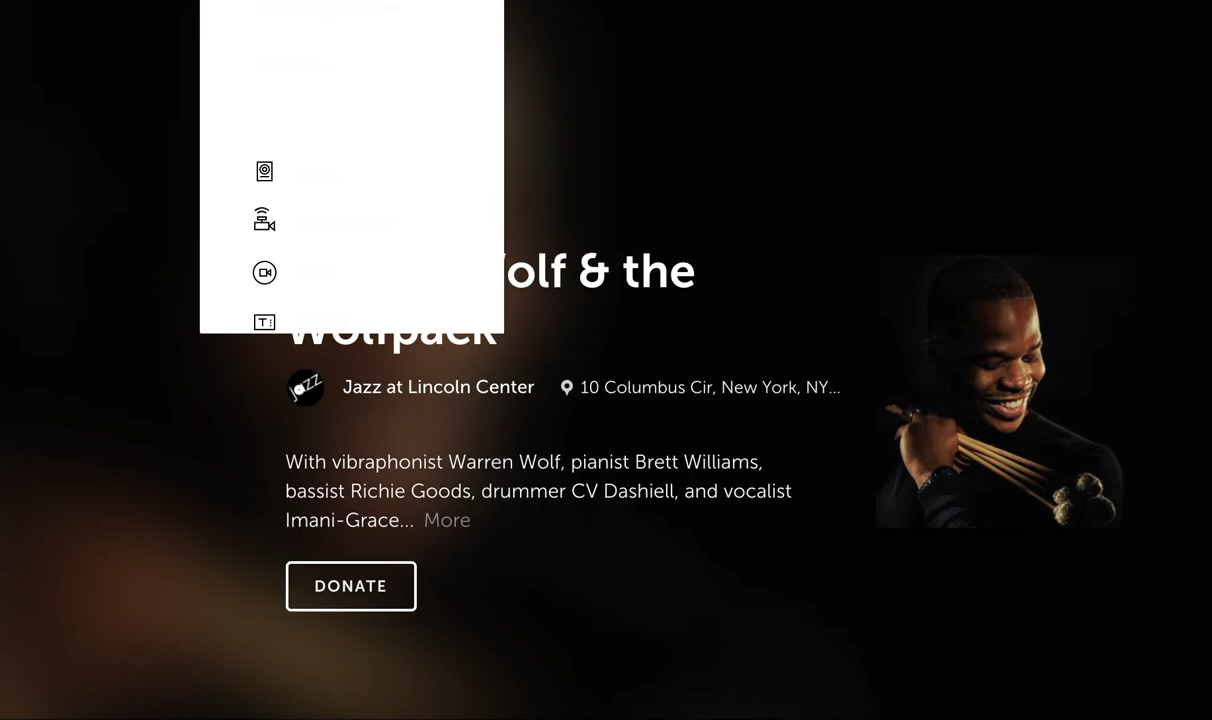 olf & the
Wolfpack
jazz
Jazz at Lincoln Center
10 Columbus Cir, New York, NY...
With vibraphonist Warren Wolf, pianist Brett Williams,
bassist Richie Goods, drummer CV Dashiell, and vocalist
Imani-Grace... More
DONATE